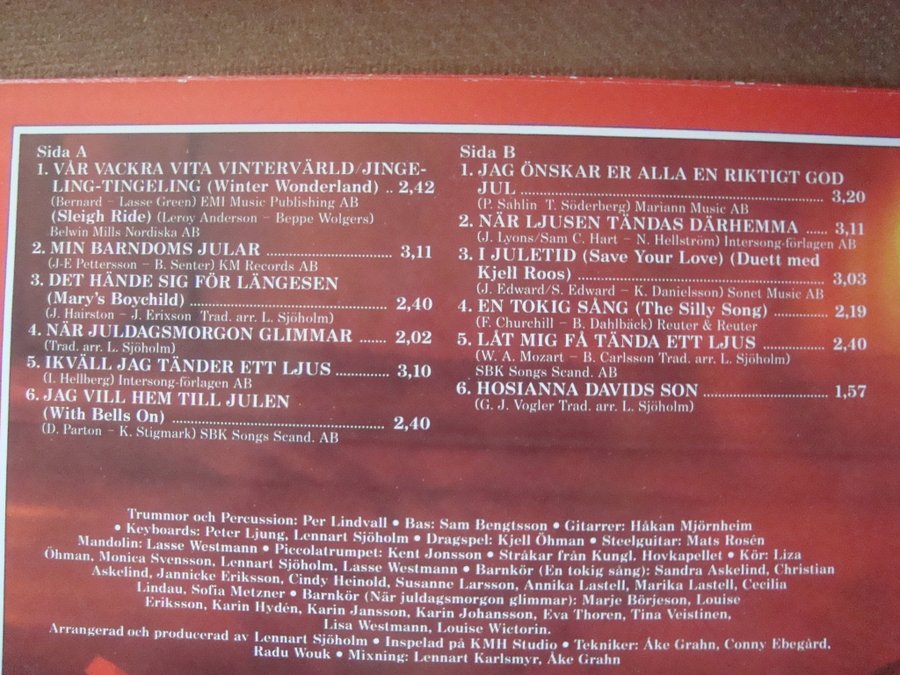 Sida A
1. VÅR VACKRA VITA VINTERVÄRLD/JINGE-
LING-TINGELING (Winter Wonderland) .. 2,42
(Bernard – Lasse Green) EMI Music Publishing AB
(Sleigh Ride) (Leroy Anderson – Beppe Wolgers)
Belwin Mills Nordiska AB
2. MIN BARNDOMS JULAR ........ 3,11
(J-E Pettersson – B. Senter) KM Records AB
3. DET HÄNDE SIG FÖR LÄNGESEN
(Mary's Boychild) ........ 2,40
(J. Hairston – J. Erixson Trad. arr. L. Sjöholm)
4. NÄR JULDAGSMORGON GLIMMAR ...... 2,02
(Trad. arr. L. Sjöholm)
5. IKVÄLL JAG TÄNDER ETT LJUS ............ 3,10
(I. Hellberg) Intersong-förlagen AB
6. JAG VILL HEM TILL JULEN
(With Bells On) ........ 2,40
(D. Parton – K. Stigmark) SBK Songs Scand. AB
Sida B
1. JAG ÖNSKAR ER ALLA EN RIKTIGT GOD
JUL ........ 3,20
(P. Sahlin T. Söderberg) Mariann Music AB
2. NÄR LJUSEN TÄNDAS DÄRHEMMA ...... 3,11
(J. Lyons/Sam C. Hart – N. Hellström) Intersong-förlagen AB
3. I JULETID (Save Your Love) (Duett med
Kjell Roos) ........ 3,03
(J. Edward/S. Edward – K. Danielsson) Sonet Music AB
4. EN TOKIG SÅNG (The Silly Song) ......... 2,19
(F. Churchill – B. Dahlbäck) Reuter & Reuter
5. LÅT MIG FÅ TÄNDA ETT LJUS ............ 2,40
(W. A. Mozart – B. Carlsson Trad. arr. L. Sjöholm)
SBK Songs Scand. AB
6. HOSIANNA DAVIDS SON ........ 1,57
(G. J. Vogler Trad. arr. L. Sjöholm)
Trummor och Percussion: Per Lindvall • Bas: Sam Bengtsson • Gitarrer: Håkan Mjörnheim
• Keyboards: Peter Ljung, Lennart Sjöholm • Dragspel: Kjell Öhman • Steelguitar: Mats Rosén
Mandolin: Lasse Westmann • Piccolatrumpet: Kent Jonsson • Stråkar från Kungl. Hovkapellet • Kör: Liza
Öhman, Monica Svensson, Lennart Sjöholm, Lasse Westmann • Barnkör (En tokig sång): Sandra Askelind, Christian
Askelind, Jannicke Eriksson, Cindy Heinold, Susanne Larsson, Annika Lastell, Marika Lastell, Cecilia
Lindau, Sofia Metzner • Barnkör (När juldagsmorgon glimmar): Marje Börjeson, Louise
Eriksson, Karin Hydén, Karin Jansson, Karin Johansson, Eva Thoren, Tina Veistinen,
Lisa Westmann, Louise Wictorin.
Arrangerad och producerad av Lennart Sjöholm • Inspelad på KMH Studio • Tekniker: Åke Grahn, Conny Ebegård,
Radu Wouk • Mixning: Lennart Karlsmyr, Åke Grahn